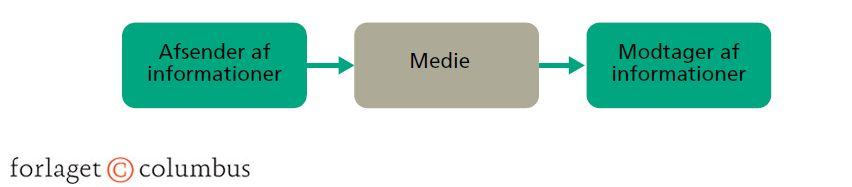 Afsender af
informationer
Medie
Modtager af
informationer
forlaget © columbus